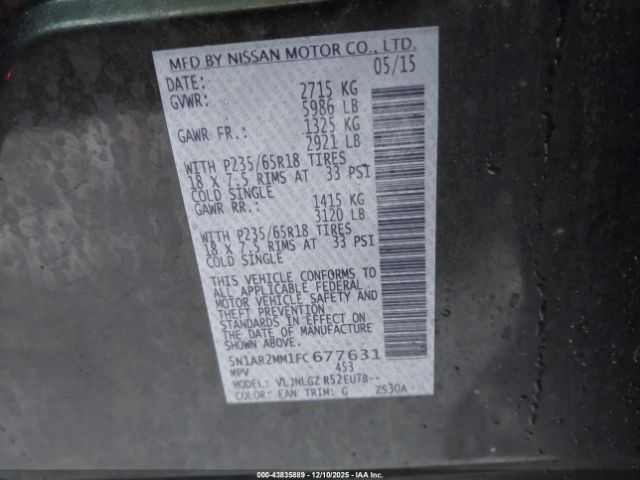 MFD BY NISSAN MOTOR CO., LTD.
DATE: 05/15
GVWR: 2715 KG
5986 LB
GAWR FR.: 1325 KG
2921 LB
WITH P235/65R18 TIRES
18 X 7.5 RIMS AT 33 PSI
COLD SINGLE
GAWR RR.: 1415 KG
3120 LB
WITH P235/65R18 TIRES
18 X 7.5 RIMS AT 33 PSI
COLD SINGLE
THIS VEHICLE CONFORMS TO
ALL APPLICABLE FEDERAL
MOTOR VEHICLE SAFETY AND
THEFT PREVENTION
STANDARDS IN EFFECT ON
THE DATE OF MANUFACTURE
SHOWN ABOVE.
5N1AR2MM1FC677631
MPV 453
MODEL: VLJNLGZ R52EU7B--
COLOR: EAN TRIM: G ZS30A
© 000-43835889 - 12/10/2025 - IAA Inc.